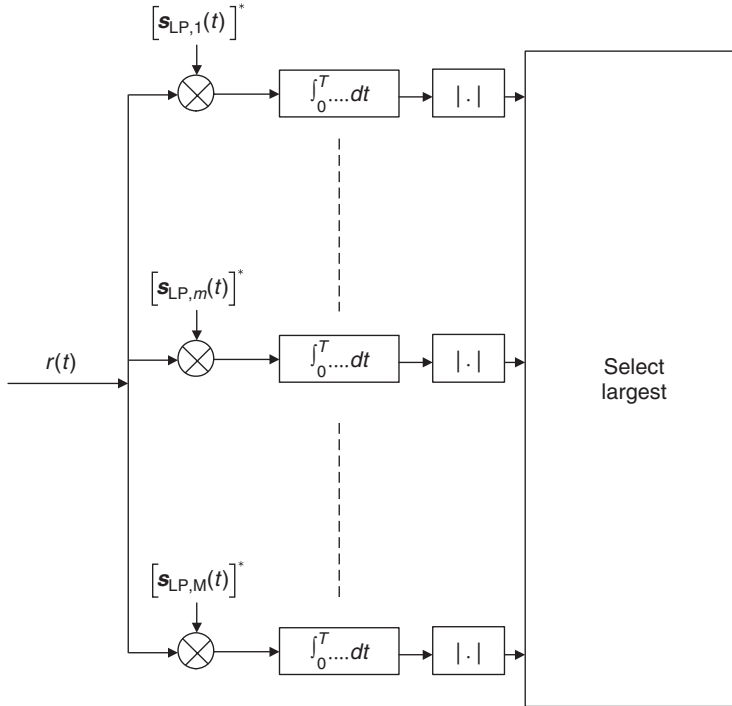 [s_LP,1(t)]*
∫_0^T....dt
|.|
[s_LP,m(t)]*
r(t)
∫_0^T....dt
|.|
Select
largest
[s_LP,M(t)]*
∫_0^T....dt
|.|